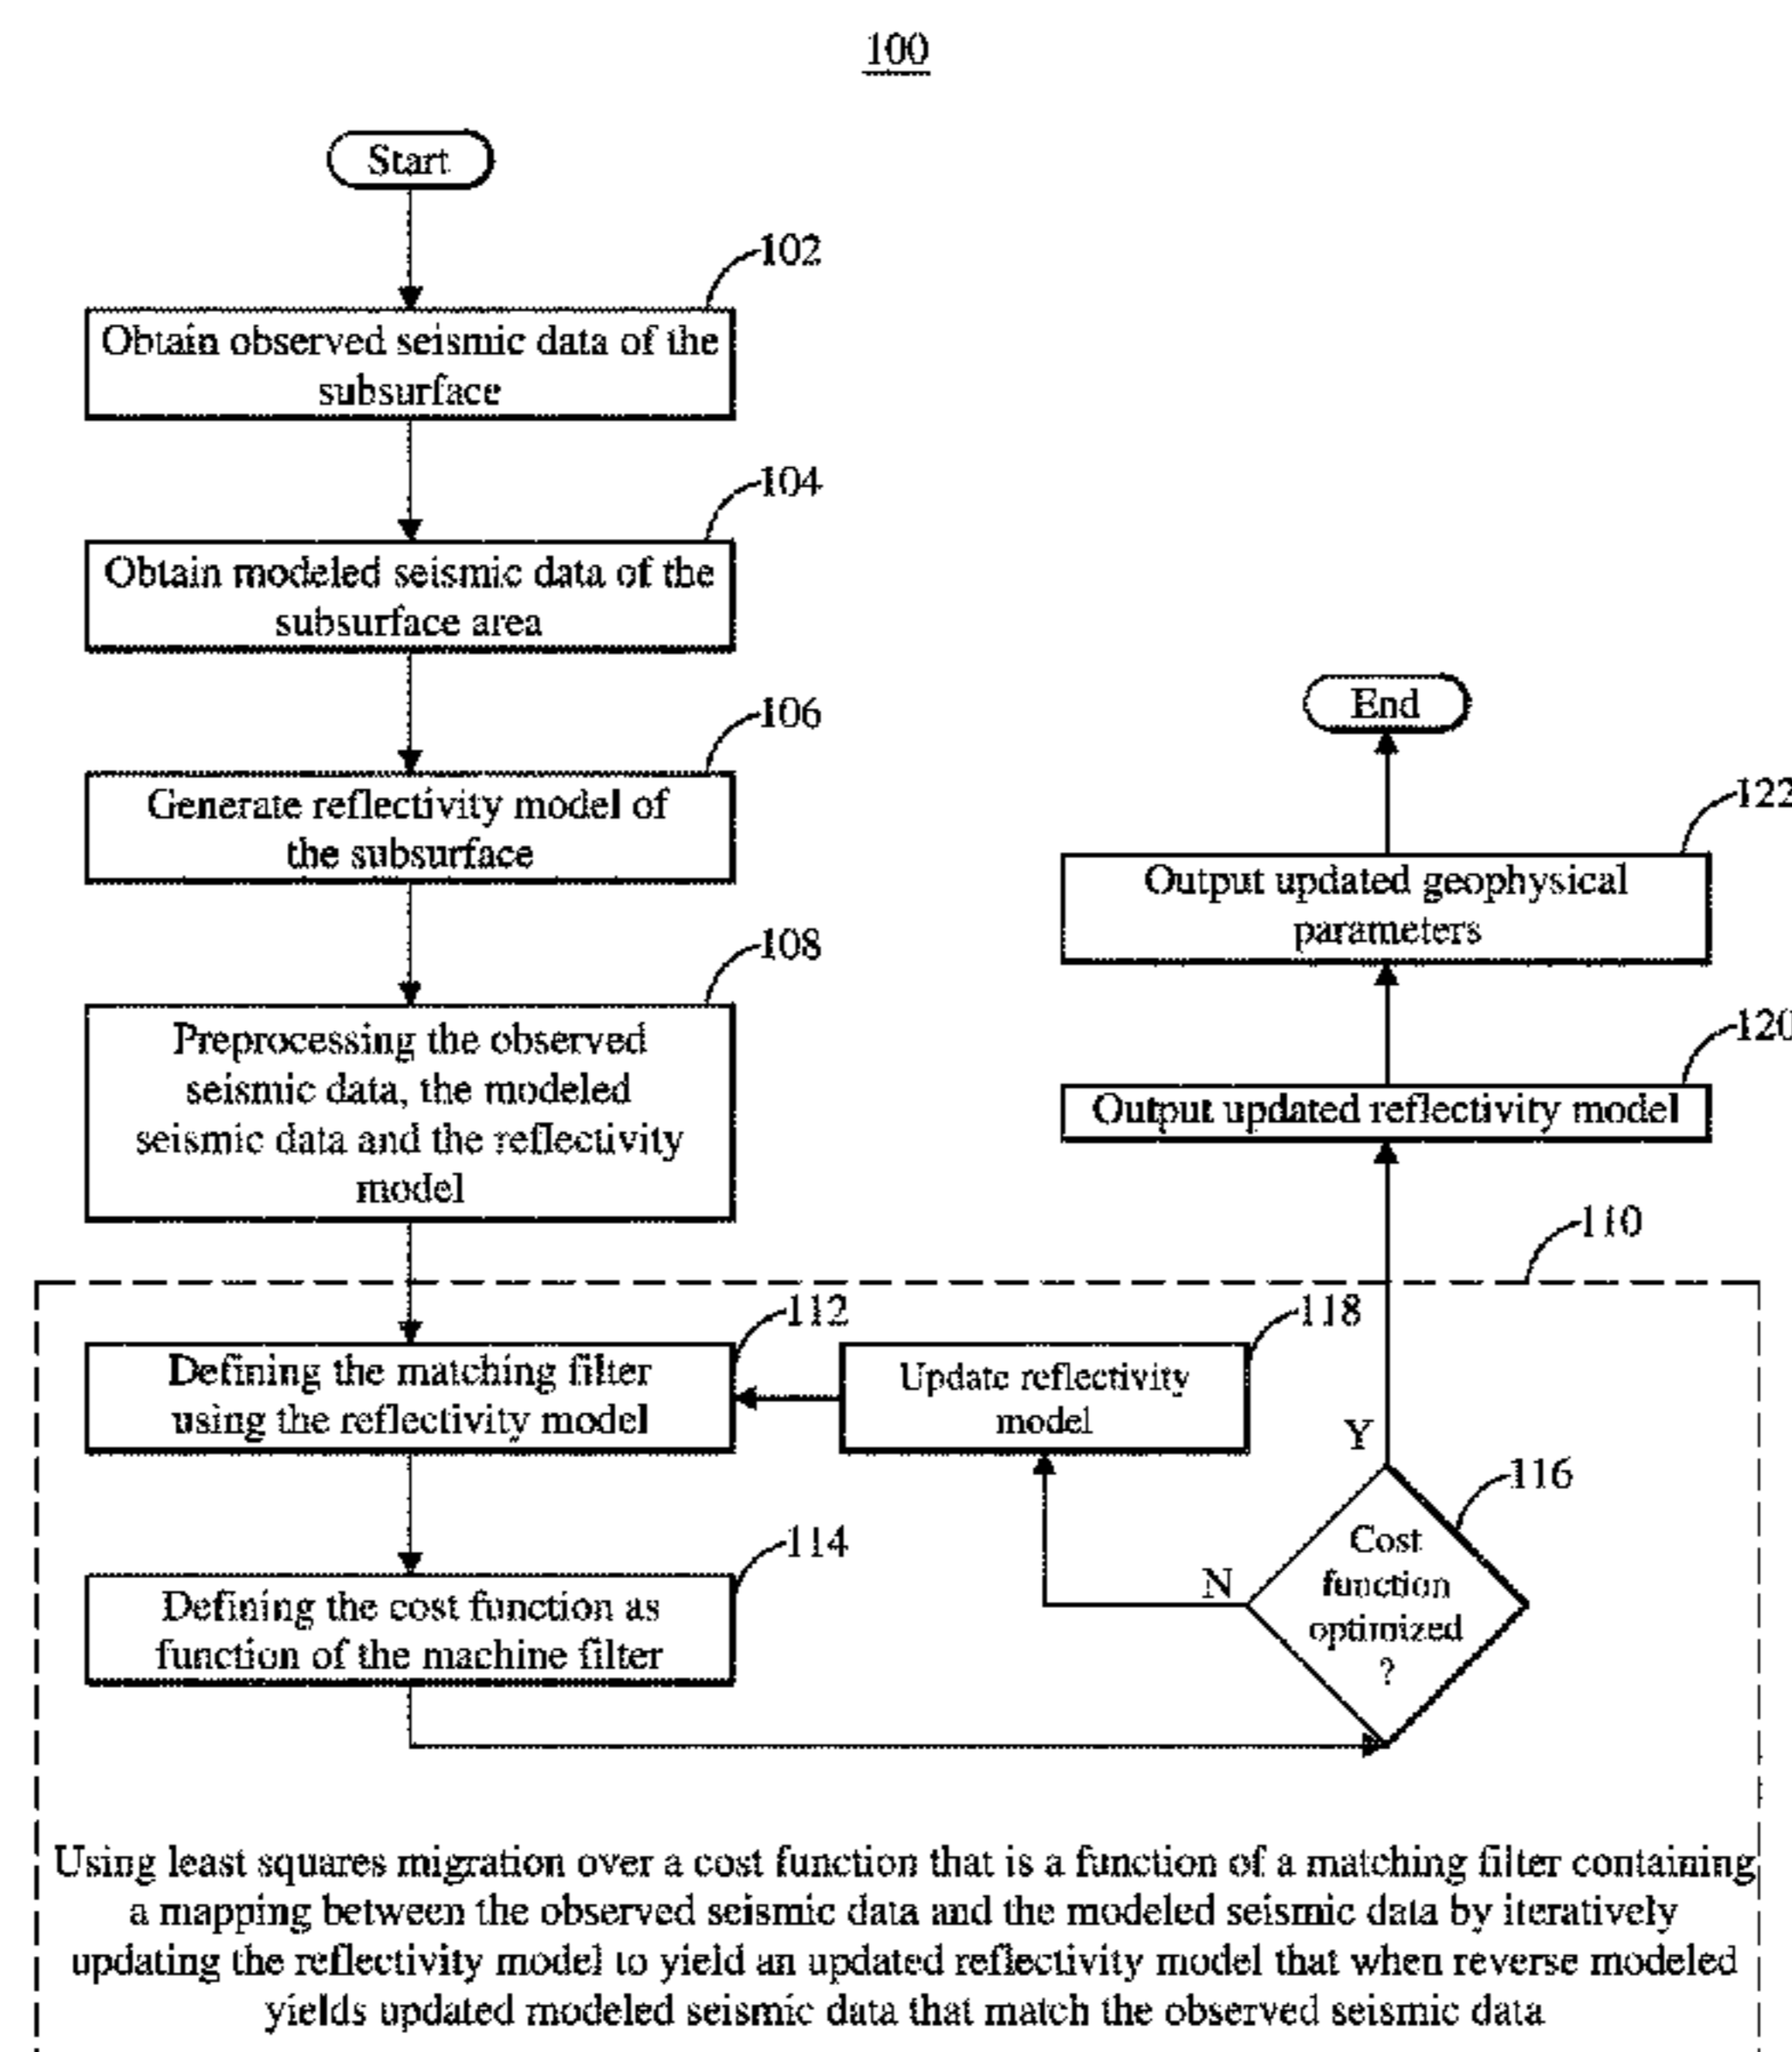 100
Start
102
Obtain observed seismic data of the
subsurface
104
Obtain modeled seismic data of the
subsurface area
106
Generate reflectivity model of
the subsurface
108
Preprocessing the observed
seismic data, the modeled
seismic data and the reflectivity
model
End
122
Output updated geophysical
parameters
120
Output updated reflectivity model
110
112
Defining the matching filter
using the reflectivity model
118
Update reflectivity
model
Y
116
Cost
function
optimized
?
N
114
Defining the cost function as
function of the machine filter
Using least squares migration over a cost function that is a function of a matching filter containing
a mapping between the observed seismic data and the modeled seismic data by iteratively
updating the reflectivity model to yield an updated reflectivity model that when reverse modeled
yields updated modeled seismic data that match the observed seismic data